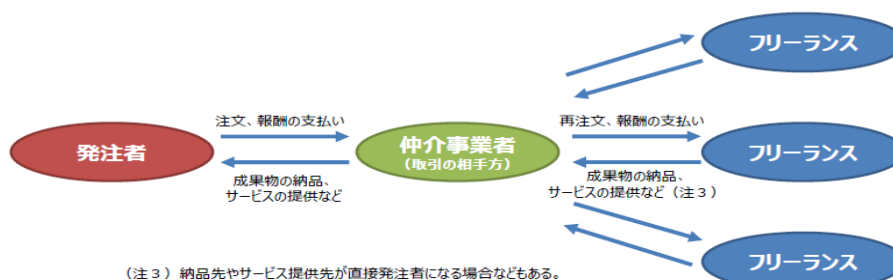 フリーランス
注文、報酬の支払い
再注文、報酬の支払い
発注者
仲介事業者
（取引の相手方）
フリーランス
成果物の納品、
サービスの提供など
成果物の納品、
サービスの提供など（注３）
フリーランス
（注３）納品先やサービス提供先が直接発注者になる場合などもある。